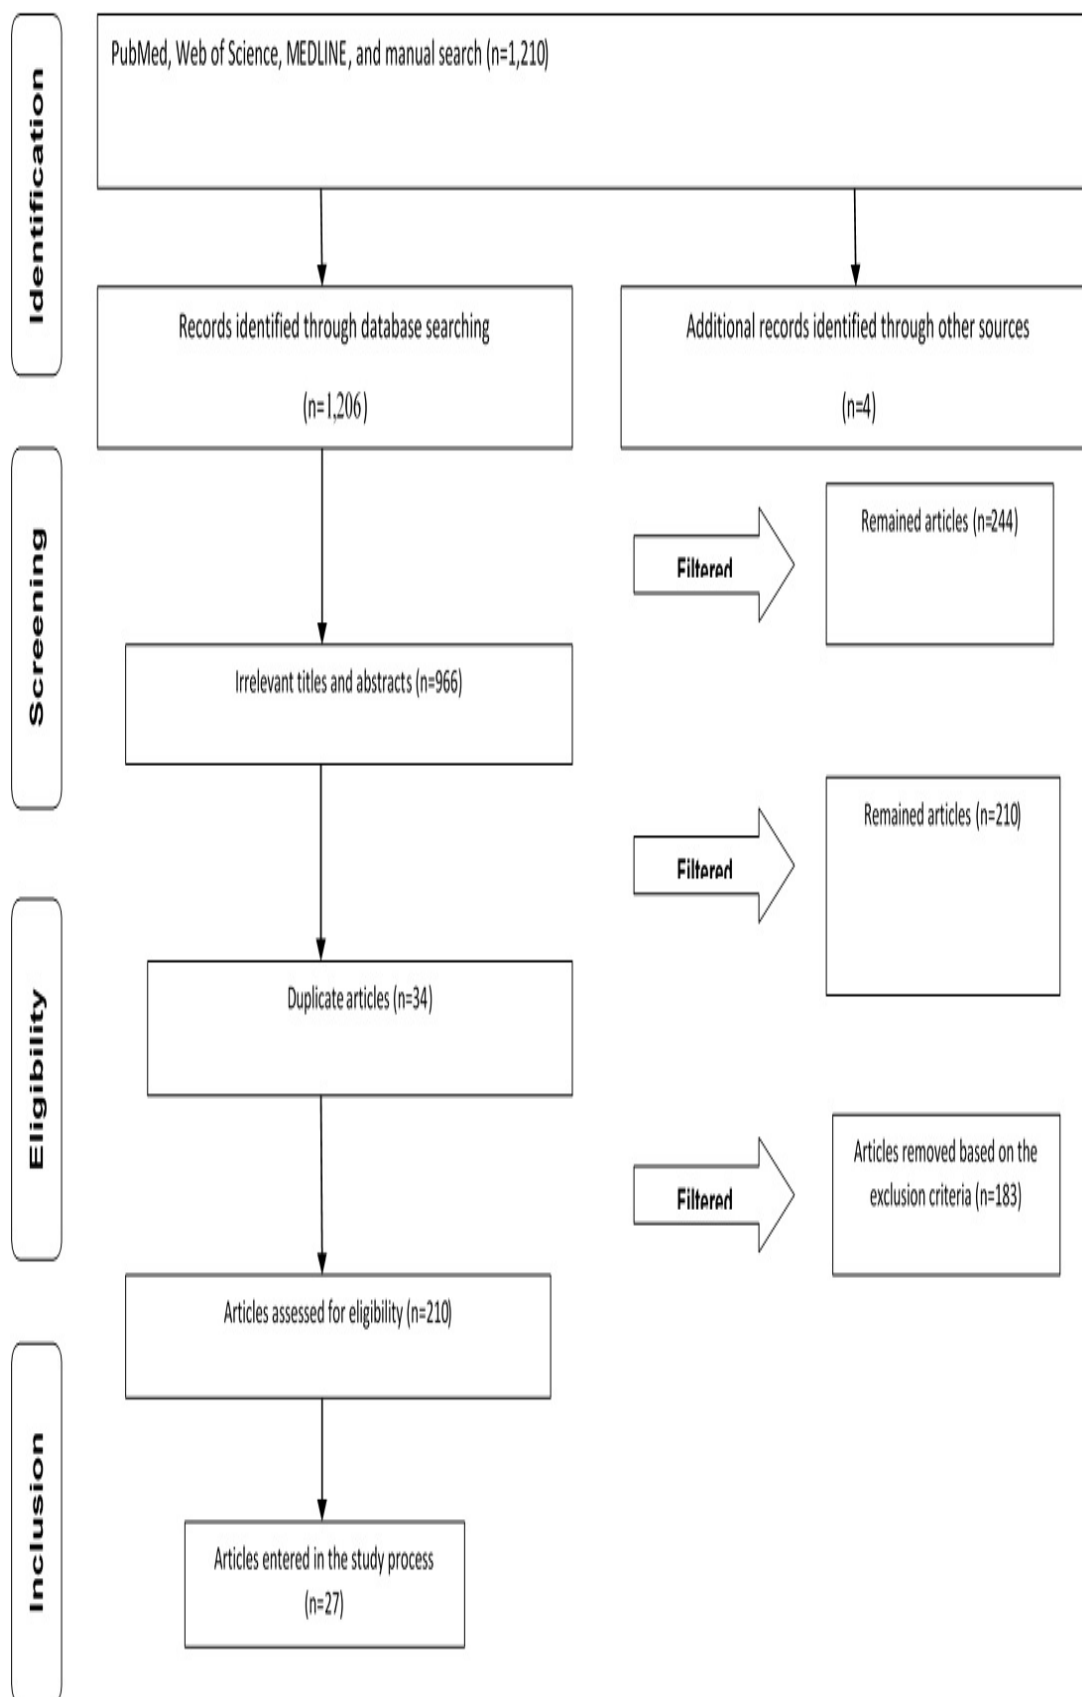 Identification
PubMed, Web of Science, MEDLINE, and manual search (n=1,210)
Records identified through database searching
(n=1,206)
Additional records identified through other sources
(n=4)
Screening
Filtered
Remained articles (n=244)
Irrelevant titles and abstracts (n=966)
Filtered
Remained articles (n=210)
Eligibility
Duplicate articles (n=34)
Filtered
Articles removed based on the
exclusion criteria (n=183)
Articles assessed for eligibility (n=210)
Inclusion
Articles entered in the study process
(n=27)